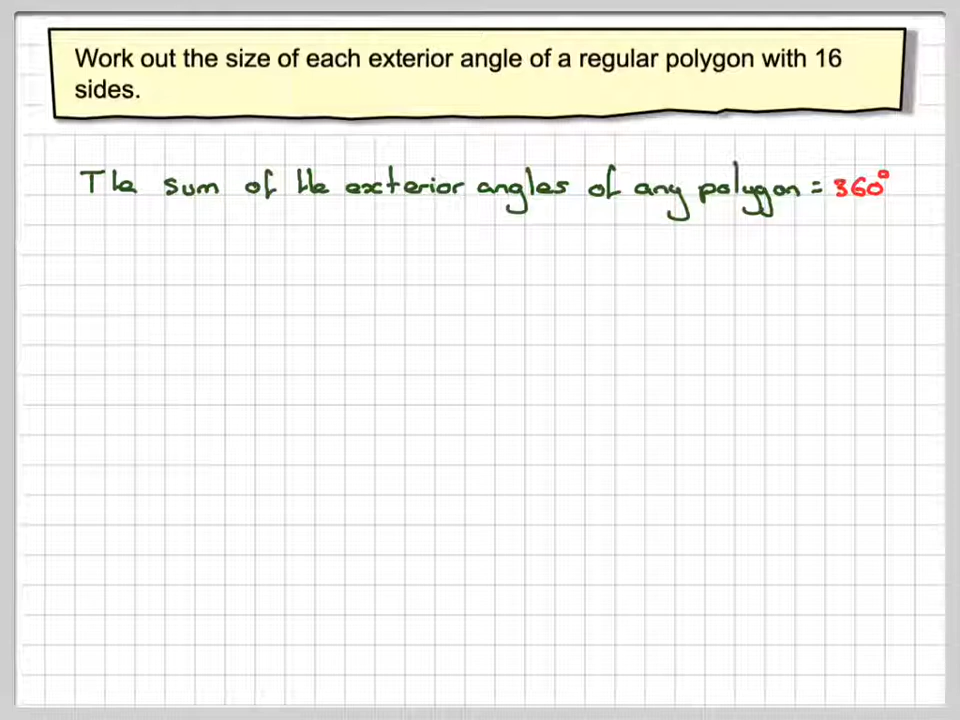 Work out the size of each exterior angle of a regular polygon with 16
sides.
The sum of the exterior angles of any polygon = 360°